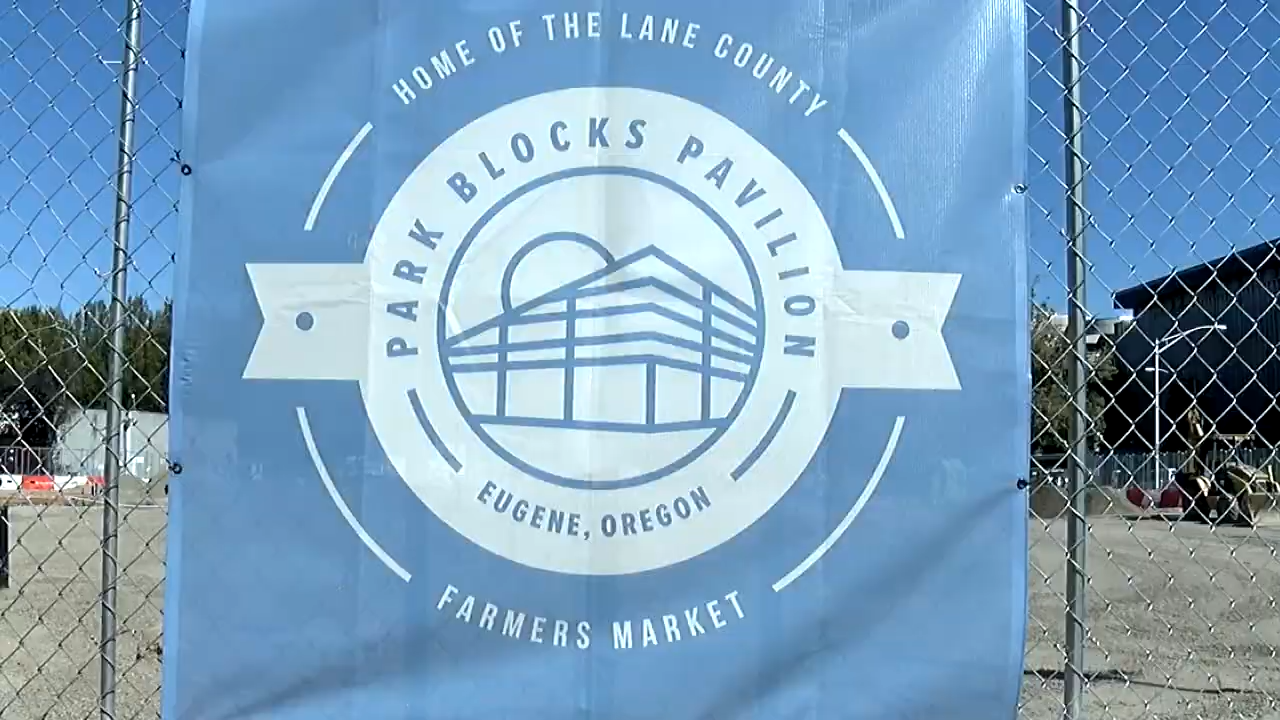 HOME OF THE LANE COUNTY
PARK BLOCKS PAVILION
EUGENE, OREGON
FARMERS MARKET